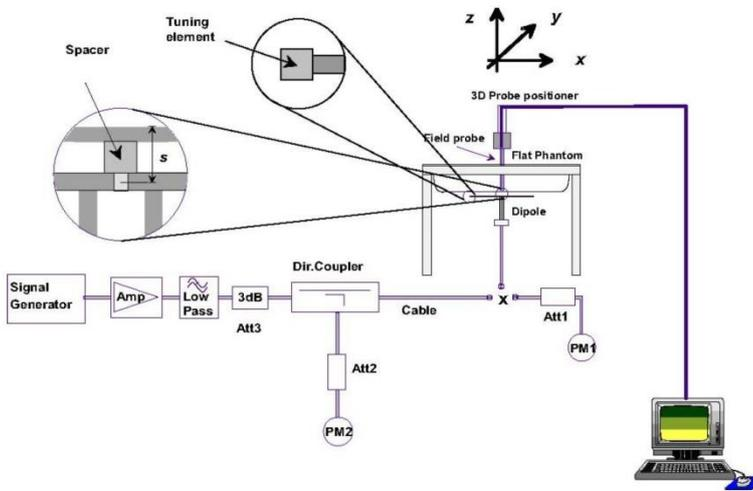 Tuning
element
Spacer
s
z
y
x
3D Probe positioner
Field probe
Flat Phantom
Dipole
Signal
Generator
Amp
Low
Pass
3dB
Att3
Dir.Coupler
Cable
x
Att1
PM1
Att2
PM2